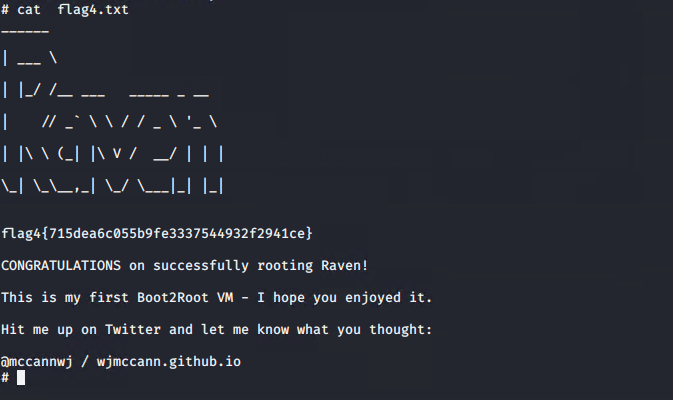 # cat  flag4.txt
______
| ___ \
| |_/ /__ ___   _____ _ __
|    // _` \ \ / / _ \ '_ \
| |\ \ (_| |\ V /  __/ | | |
\_| \_\__,_| \_/ \___|_| |_|
flag4{715dea6c055b9fe3337544932f2941ce}
CONGRATULATIONS on successfully rooting Raven!
This is my first Boot2Root VM - I hope you enjoyed it.
Hit me up on Twitter and let me know what you thought:
@mccannwj / wjmccann.github.io
#